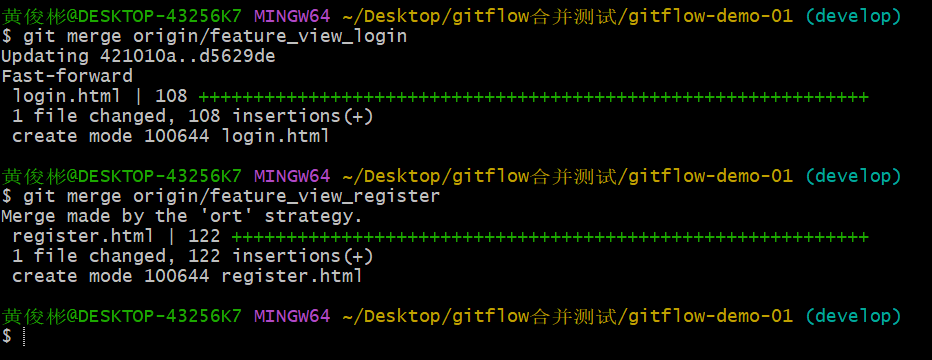 黄俊彬@DESKTOP-43256K7 MINGW64 ~/Desktop/gitflow合并测试/gitflow-demo-01 (develop)
$ git merge origin/feature_view_login
Updating 421010a..d5629de
Fast-forward
 login.html | 108 ++++++++++++++++++++++++++++++++++++++++++++++++++++++++++++++
 1 file changed, 108 insertions(+)
 create mode 100644 login.html
黄俊彬@DESKTOP-43256K7 MINGW64 ~/Desktop/gitflow合并测试/gitflow-demo-01 (develop)
$ git merge origin/feature_view_register
Merge made by the 'ort' strategy.
 register.html | 122 +++++++++++++++++++++++++++++++++++++++++++++++++++++++++++
 1 file changed, 122 insertions(+)
 create mode 100644 register.html
黄俊彬@DESKTOP-43256K7 MINGW64 ~/Desktop/gitflow合并测试/gitflow-demo-01 (develop)
$